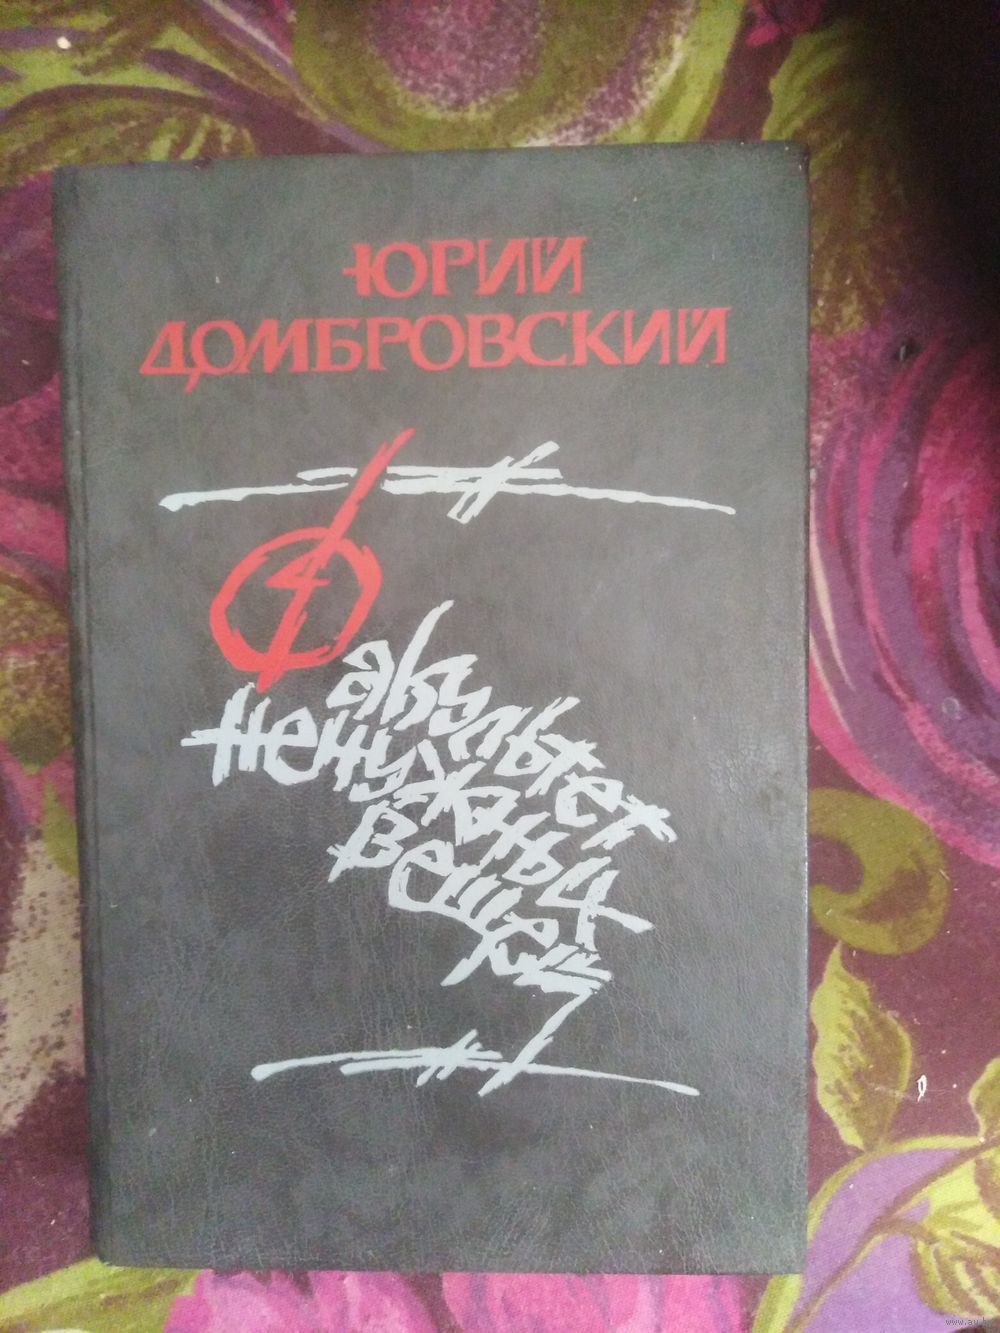 ЮРИЙ
ДОМБРОВСКИЙ
Факультет
ненужных
вещей